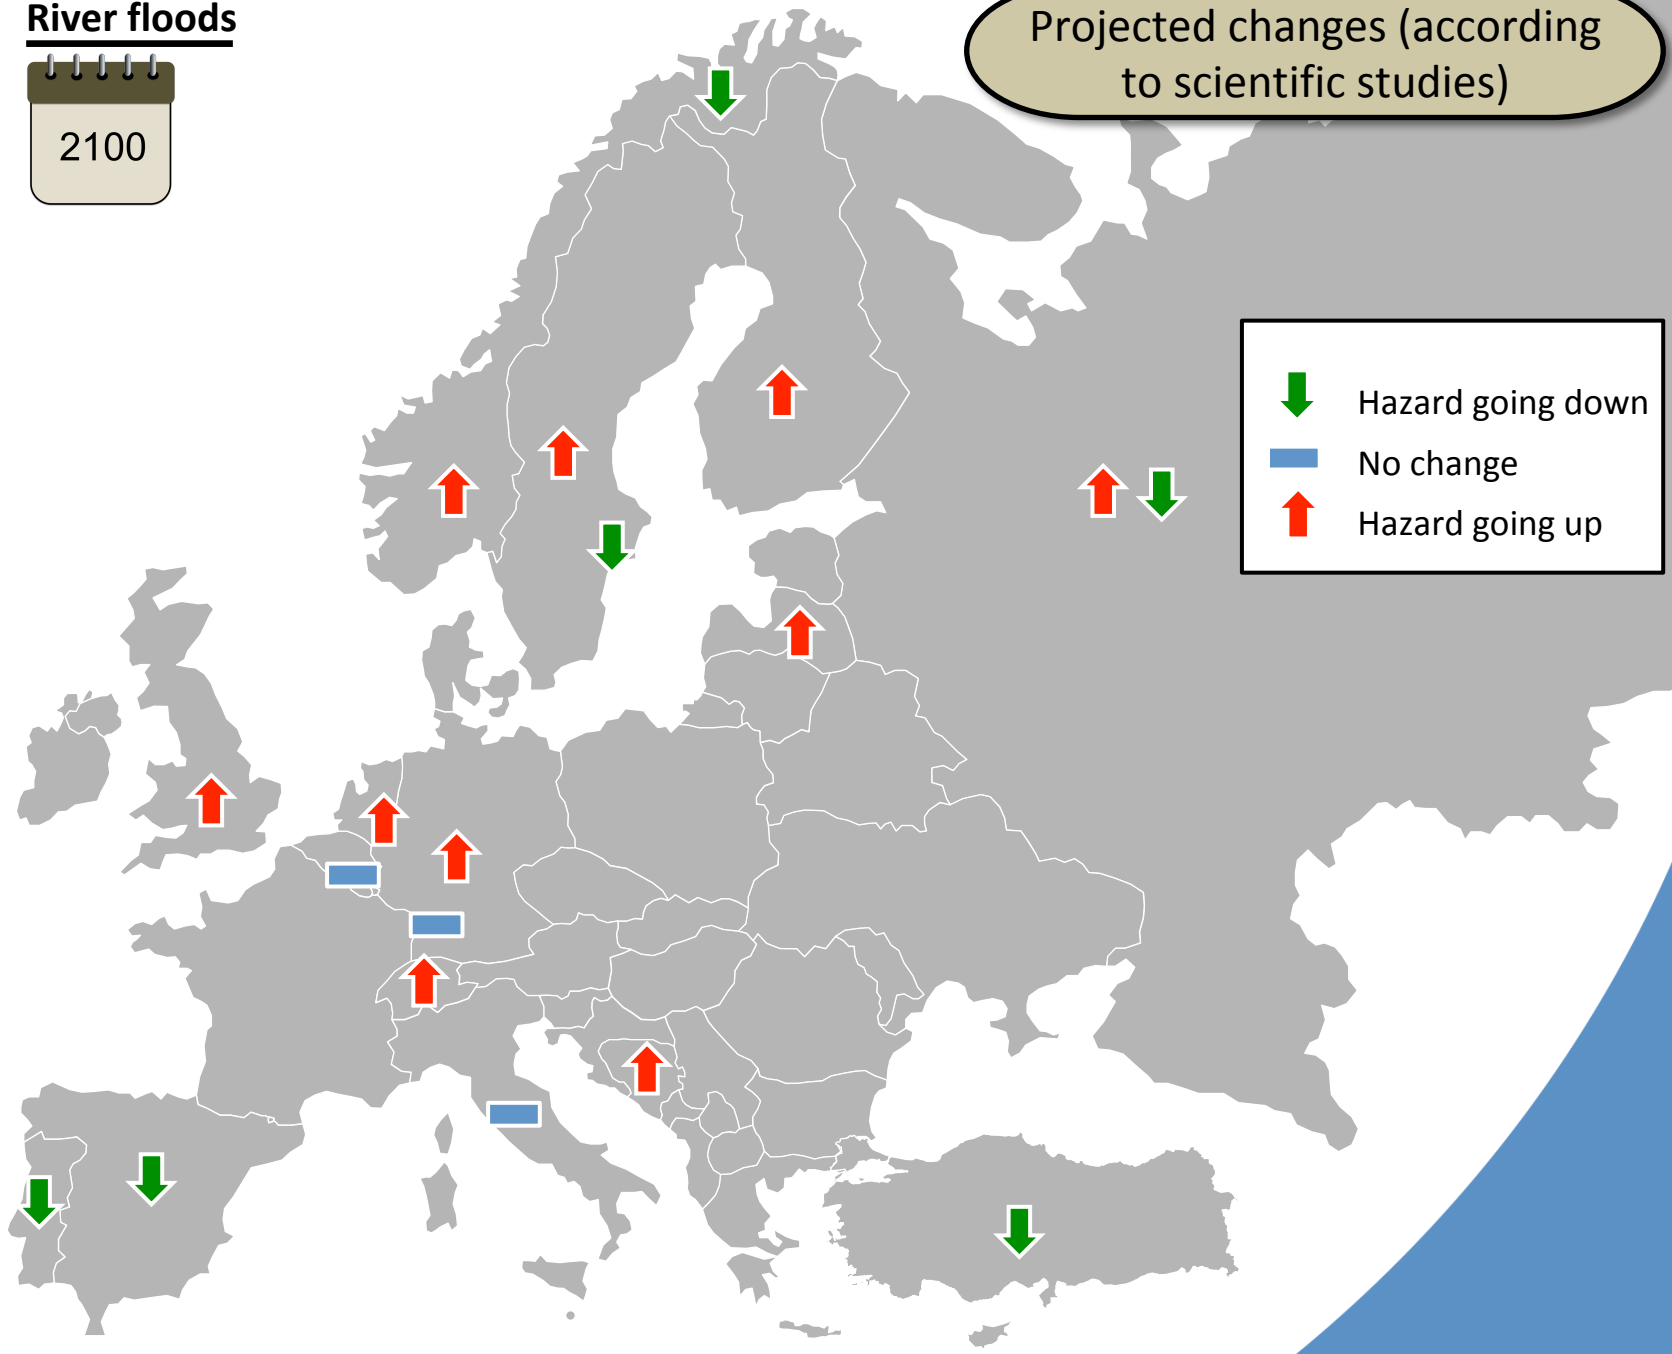 River floods
2100
Projected changes (according
to scientific studies)
Hazard going down
No change
Hazard going up